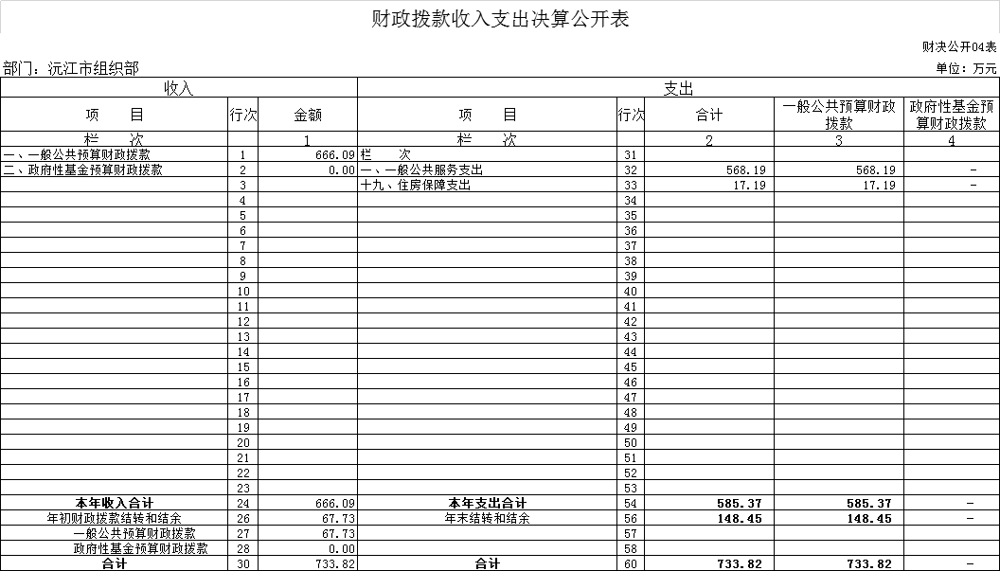 财政拨款收入支出决算公开表
财决公开04表
部门：沅江市组织部 单位：万元
收入 支出
项 目 行次 金额 项 目 行次 合计 一般公共预算财政拨款 政府性基金预算财政拨款
栏 次 1 栏 次 2 3 4
一、一般公共预算财政拨款 1 666.09 栏 次 31
二、政府性基金预算财政拨款 2 0.00 一、一般公共服务支出 32 568.19 568.19 -
3 十九、住房保障支出 33 17.19 17.19 -
4 34
5 35
6 36
7 37
8 38
9 39
10 40
11 41
12 42
13 43
14 44
15 45
16 46
17 47
18 48
19 49
20 50
21 51
22 52
23 53
本年收入合计 24 666.09 本年支出合计 54 585.37 585.37 -
年初财政拨款结转和结余 26 67.73 年末结转和结余 56 148.45 148.45 -
一般公共预算财政拨款 27 67.73 57
政府性基金预算财政拨款 28 0.00 58
合计 30 733.82 合计 60 733.82 733.82 -